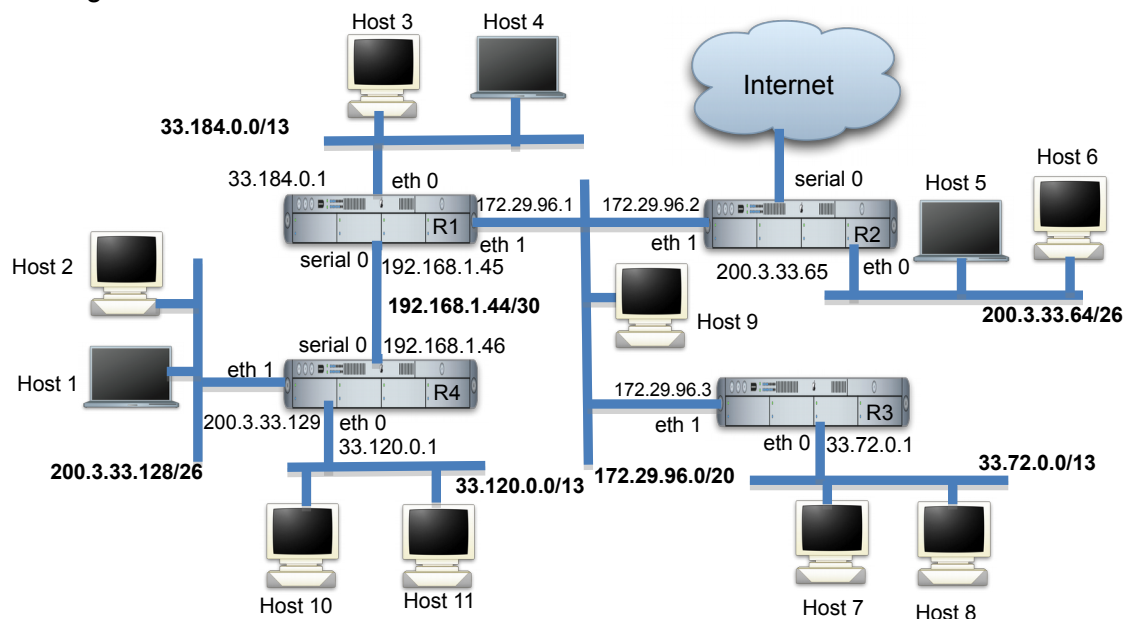 Host 3
Host 4
Internet
33.184.0.0/13
Host 6
33.184.0.1
eth 0
serial 0
Host 5
172.29.96.1
172.29.96.2
R1
R2
eth 1
eth 1
Host 2
serial 0
192.168.1.45
200.3.33.65
eth 0
192.168.1.44/30
Host 9
200.3.33.64/26
serial 0
192.168.1.46
eth 1
Host 1
R4
172.29.96.3
R3
200.3.33.129
eth 0
eth 1
33.120.0.1
eth 0
33.72.0.1
200.3.33.128/26
33.120.0.0/13
172.29.96.0/20
33.72.0.0/13
Host 10
Host 11
Host 7
Host 8